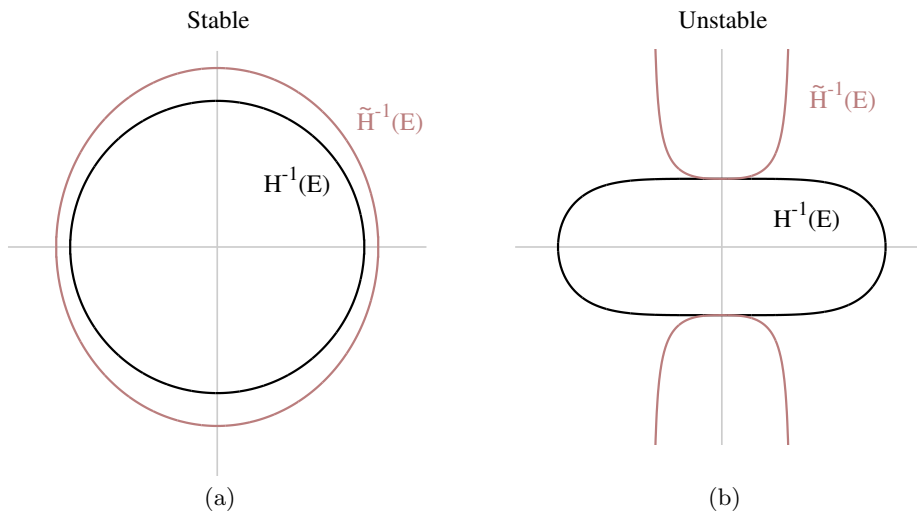 Stable
H̃⁻¹(E)
H⁻¹(E)
(a)
Unstable
H̃⁻¹(E)
H⁻¹(E)
(b)